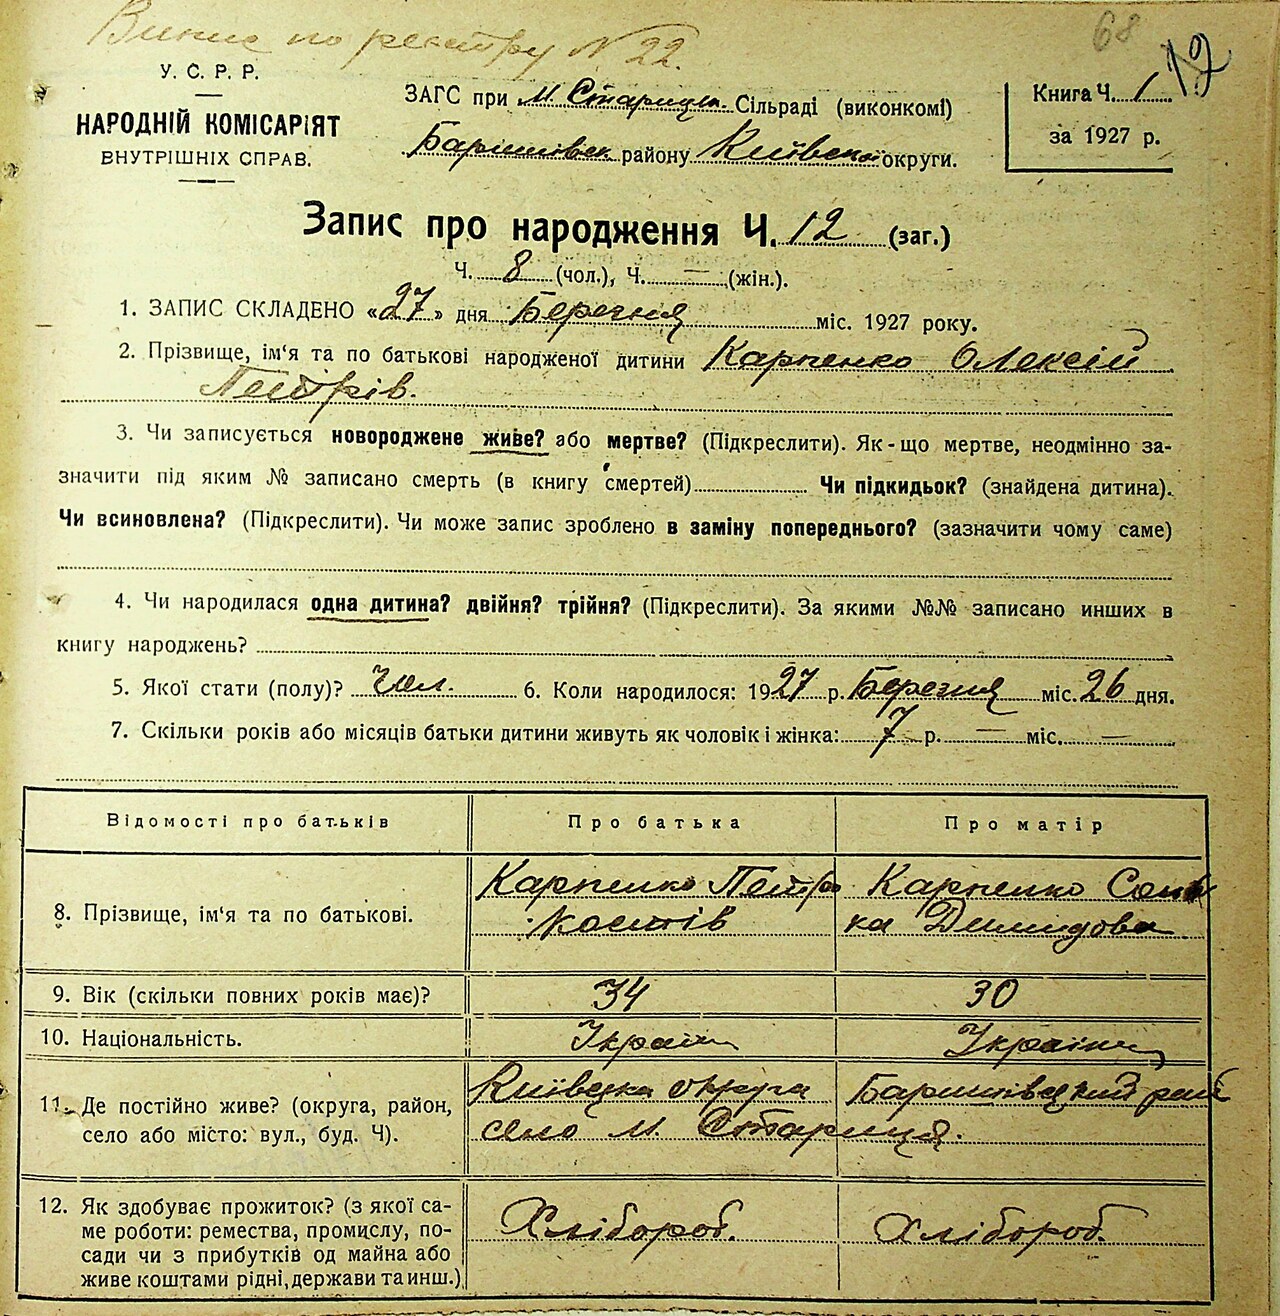 Випис по реєстру N 22.
68
12
У. С. Р. Р.
НАРОДНІЙ КОМІСАРІЯТ
ВНУТРІШНІХ СПРАВ.
ЗАГС при м. Стариця Сільраді (виконкомі)
Баришівськ району Київської округи.
Книга Ч. 1
за 1927 р.
Запис про народження Ч. 12 (заг.)
Ч. 8 (чол.), Ч. — (жін.).
1. ЗАПИС СКЛАДЕНО «27» дня Березня міс. 1927 року.
2. Прізвище, ім‘я та по батькові народженої дитини Карпенко Олексій
Петрів.
3. Чи записується новороджене живе? або мертве? (Підкреслити). Як-що мертве, неодмінно за-
значити під яким № записано смерть (в книгу смертей) Чи підкидьок? (знайдена дитина).
Чи всиновлена? (Підкреслити). Чи може запис зроблено в заміну попереднього? (зазначити чому саме)
4. Чи народилася одна дитина? двійня? трійня? (Підкреслити). За якими №№ записано инших в
книгу народжень?
5. Якої стати (полу)? чол. 6. Коли народилось: 1927 р. Березня міс. 26 дня.
7. Скільки років або місяців батьки дитини живуть як чоловік і жінка: 7 р. — міс. —
Відомості про батьків
Про батька
Про матір
8. Прізвище, ім‘я та по батькові.
Карпенко Петро
Костів
Карпенко Сон
ка Демидова
9. Вік (скільки повних років має)?
34
30
10. Національність.
Україн
Україн
11. Де постійно живе? (округа, район,
село або місто: вул., буд. Ч).
Київська округа Баришівський рай
село м. Стариця.
12. Як здобуває прожиток? (з якої са-
ме роботи: ремества, промислу, по-
сади чи з прибутків од майна або
живе коштами рідні, держави та инш.)
Хлібороб.
Хлібороб.